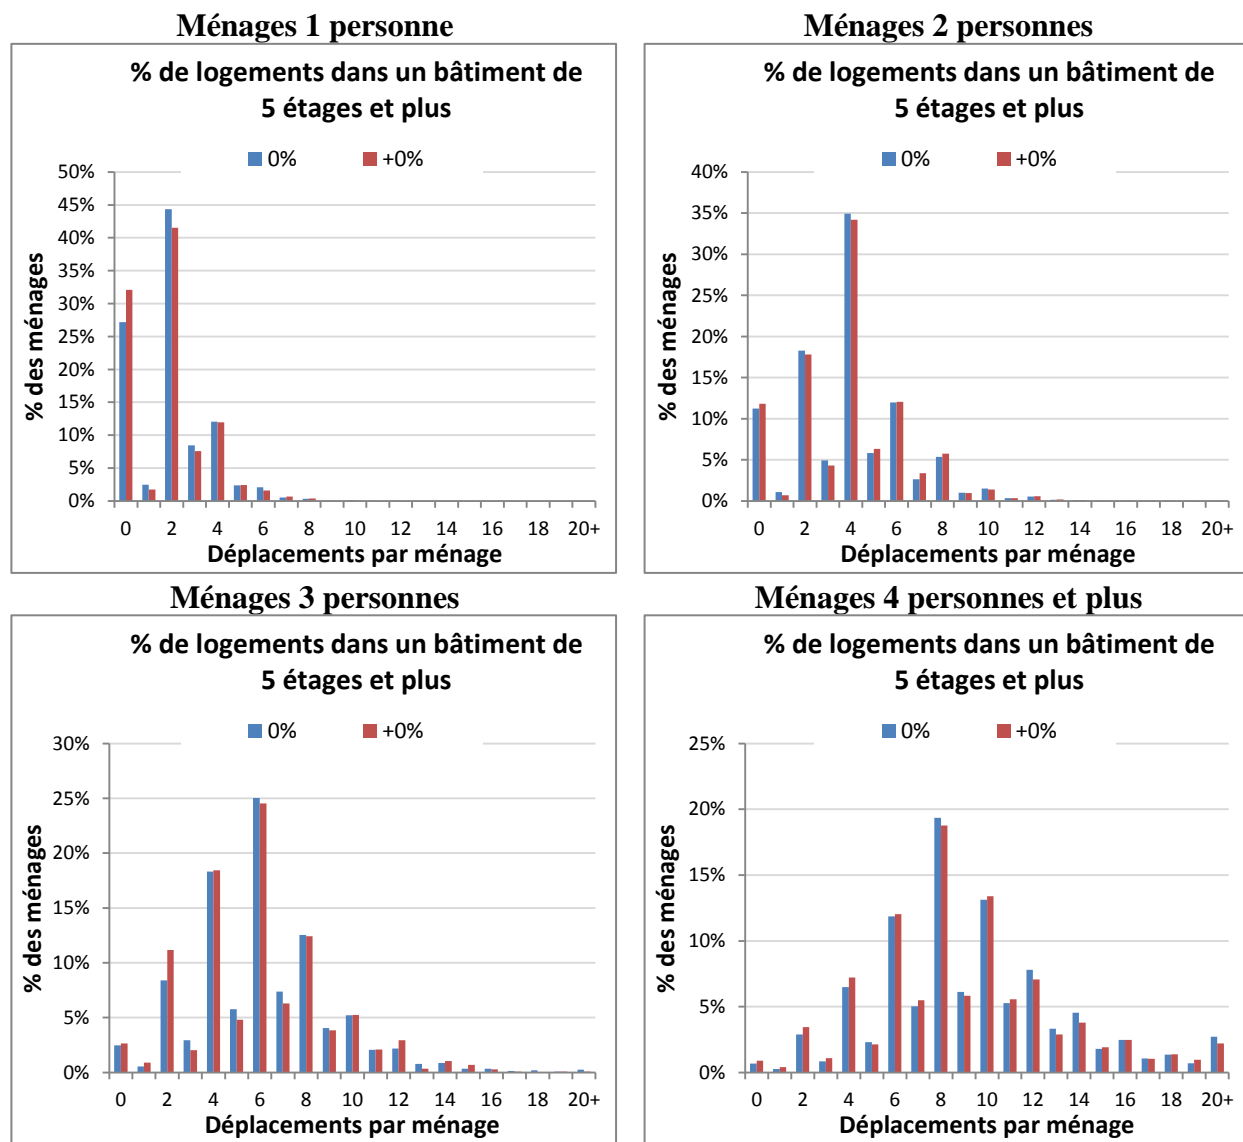 Ménages 1 personne
% de logements dans un bâtiment de
5 étages et plus
0% +0%
50%
45%
40%
35%
30%
25%
20%
15%
10%
5%
0%
% des ménages
0 2 4 6 8 10 12 14 16 18 20+
Déplacements par ménage
Ménages 2 personnes
% de logements dans un bâtiment de
5 étages et plus
0% +0%
40%
35%
30%
25%
20%
15%
10%
5%
0%
% des ménages
0 2 4 6 8 10 12 14 16 18 20+
Déplacements par ménage
Ménages 3 personnes
% de logements dans un bâtiment de
5 étages et plus
0% +0%
30%
25%
20%
15%
10%
5%
0%
% des ménages
0 2 4 6 8 10 12 14 16 18 20+
Déplacements par ménage
Ménages 4 personnes et plus
% de logements dans un bâtiment de
5 étages et plus
0% +0%
25%
20%
15%
10%
5%
0%
% des ménages
0 2 4 6 8 10 12 14 16 18 20+
Déplacements par ménage